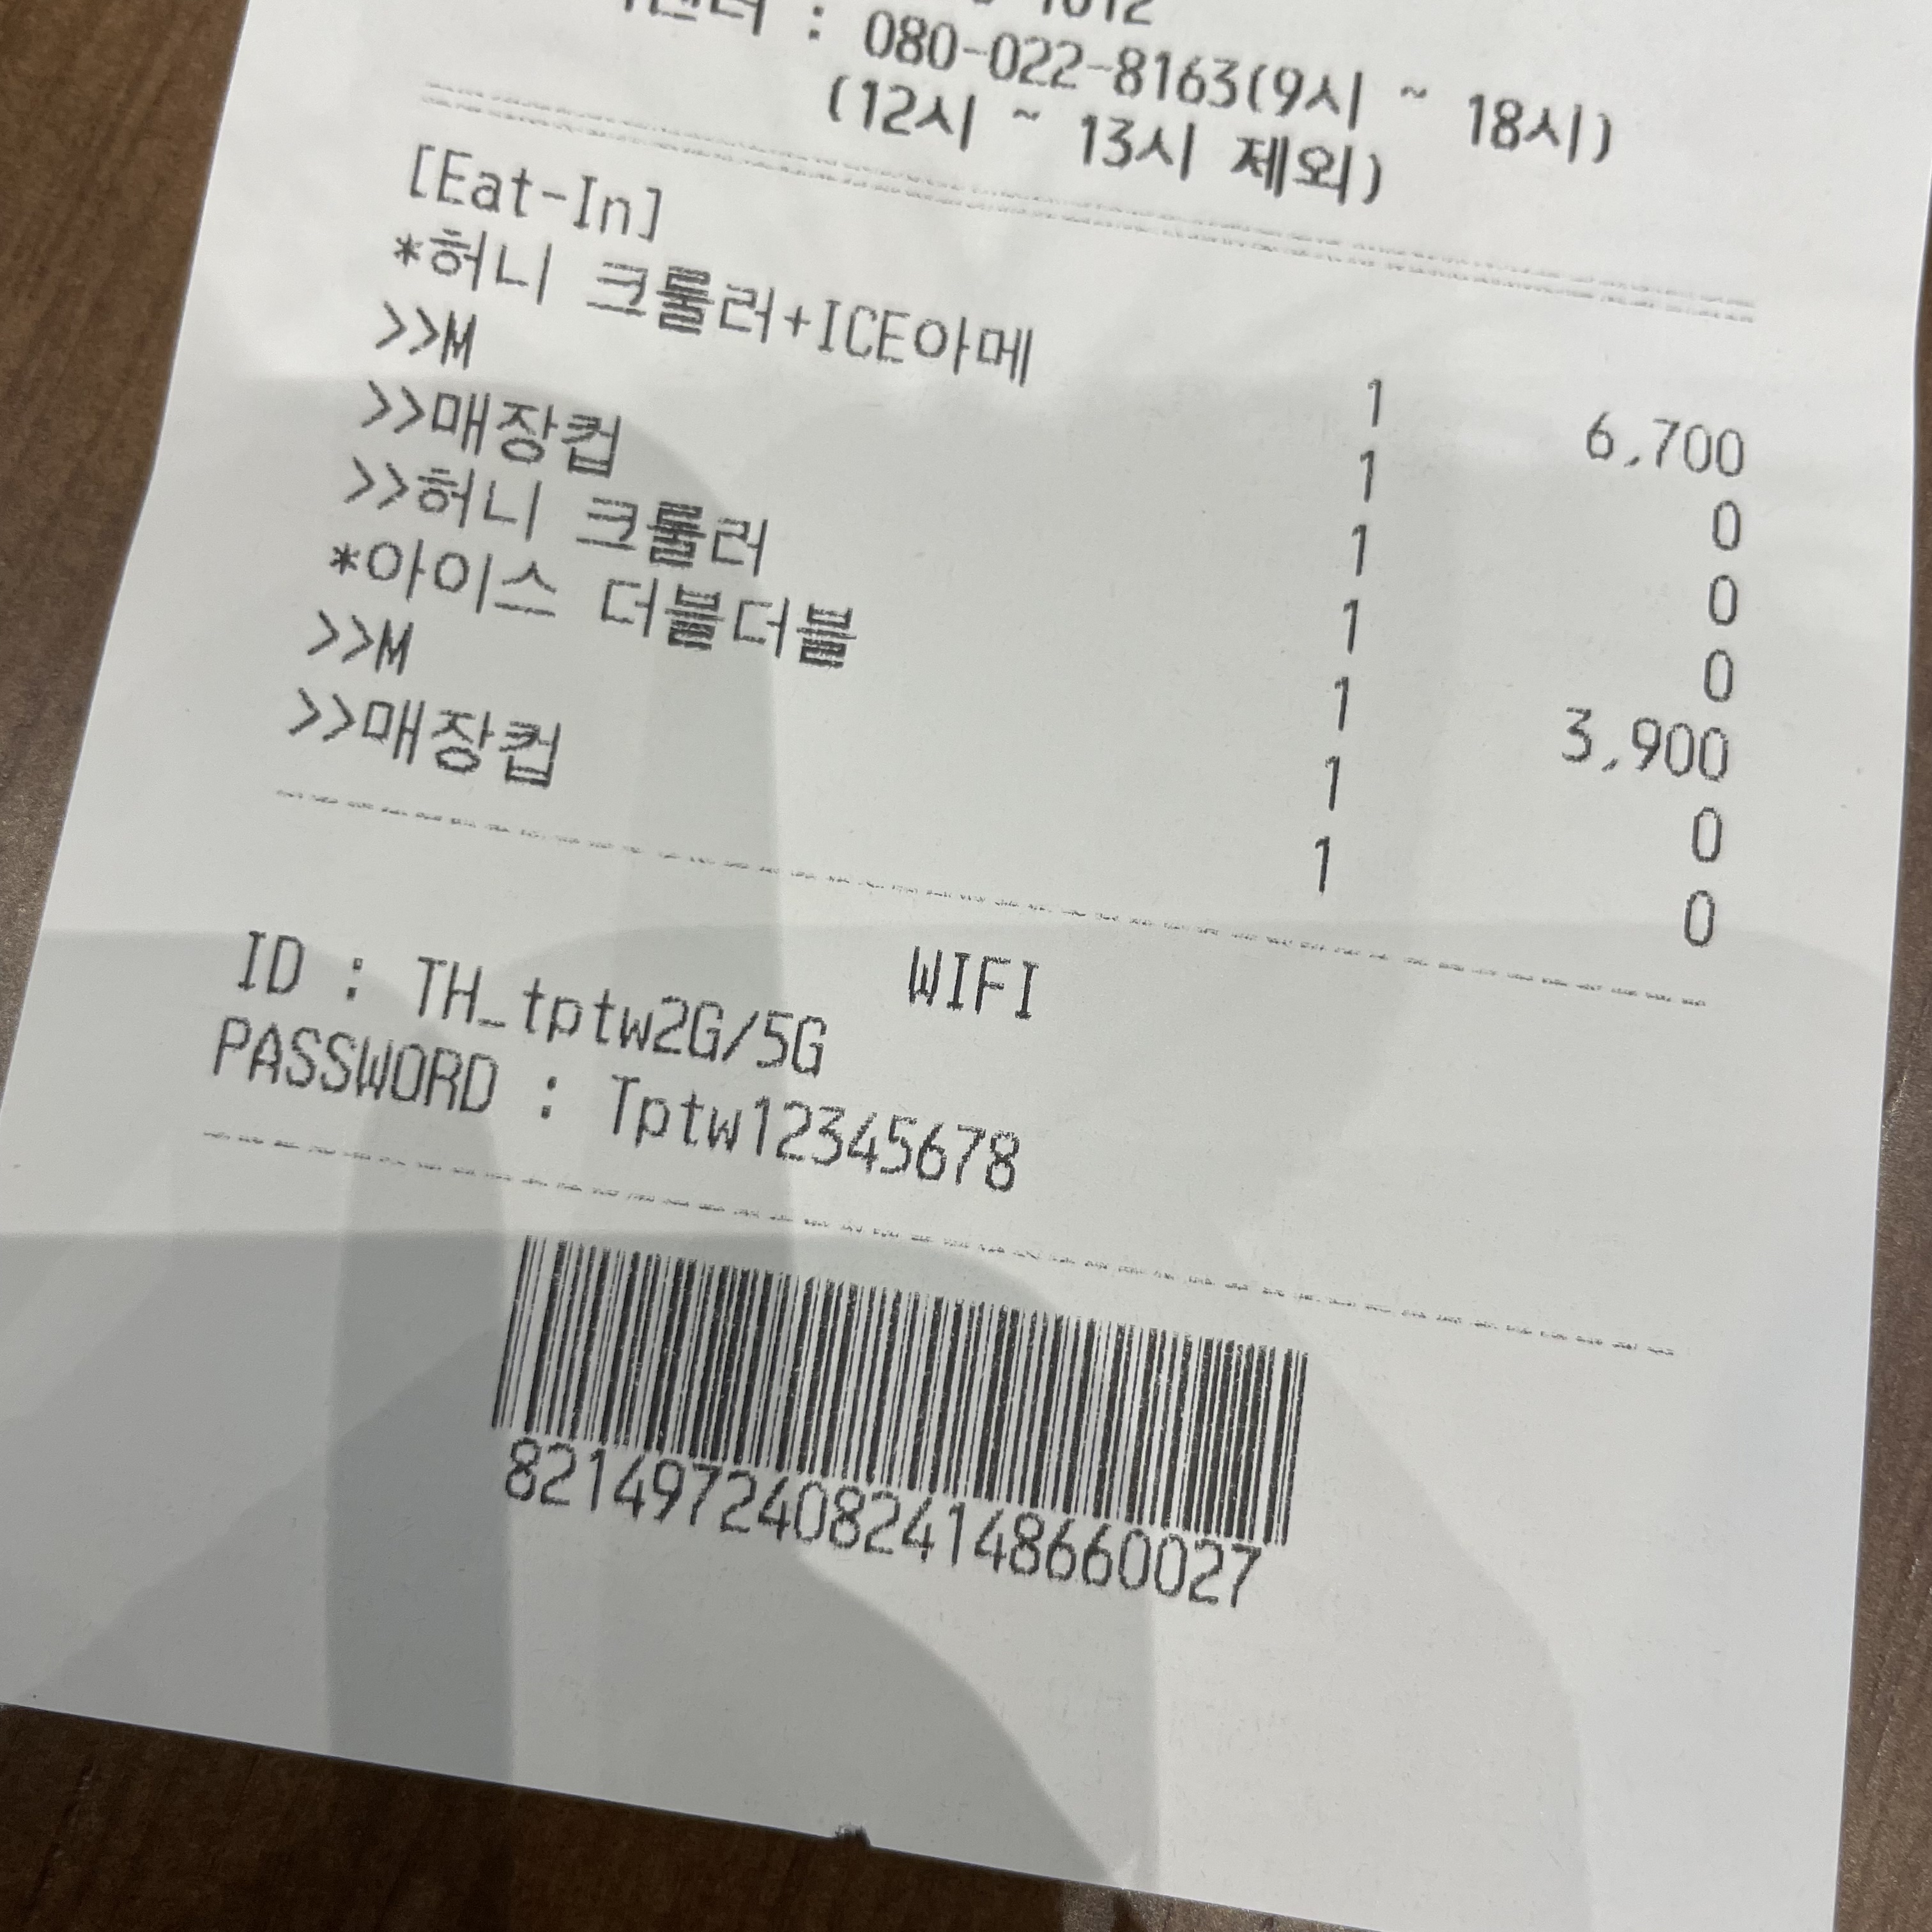 : 080-022-8163(9시 ~ 18시)
(12시 ~ 13시 제외)
[Eat-In]
*허니 크룰러+ICE아메 1 6,700
>>M 1 0
>>매장컵 1 0
>>허니 크룰러 1 0
*아이스 더블더블 1 3,900
>>M 1 0
>>매장컵 1 0
WIFI
ID : TH_tptw2G/5G
PASSWORD : Tptw12345678
821497240824148660027